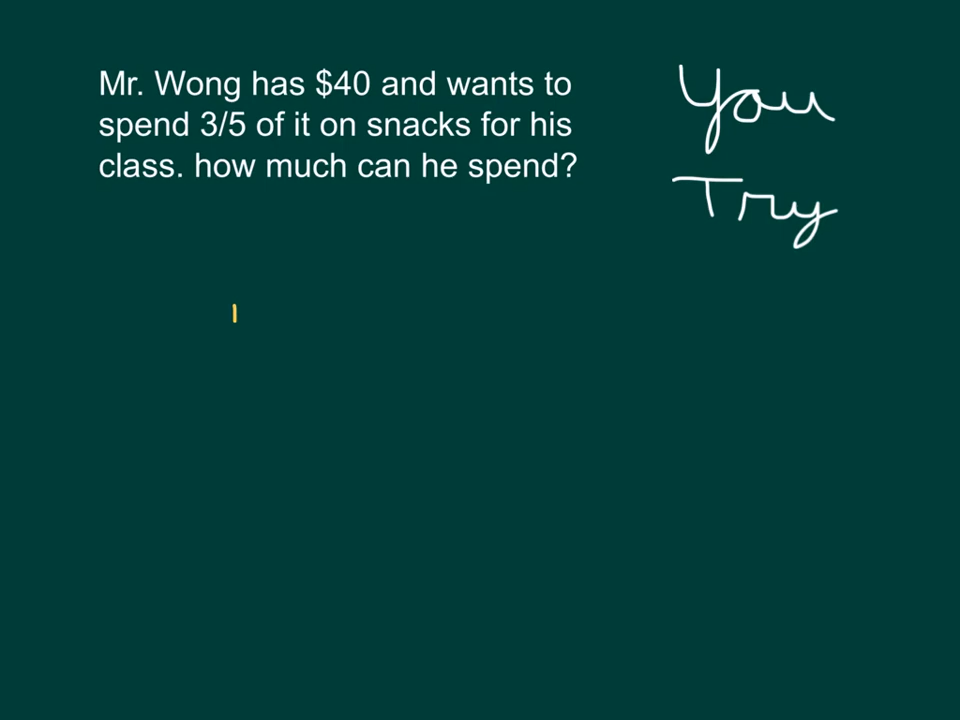 Mr. Wong has $40 and wants to
spend 3/5 of it on snacks for his
class. how much can he spend?
You
Try